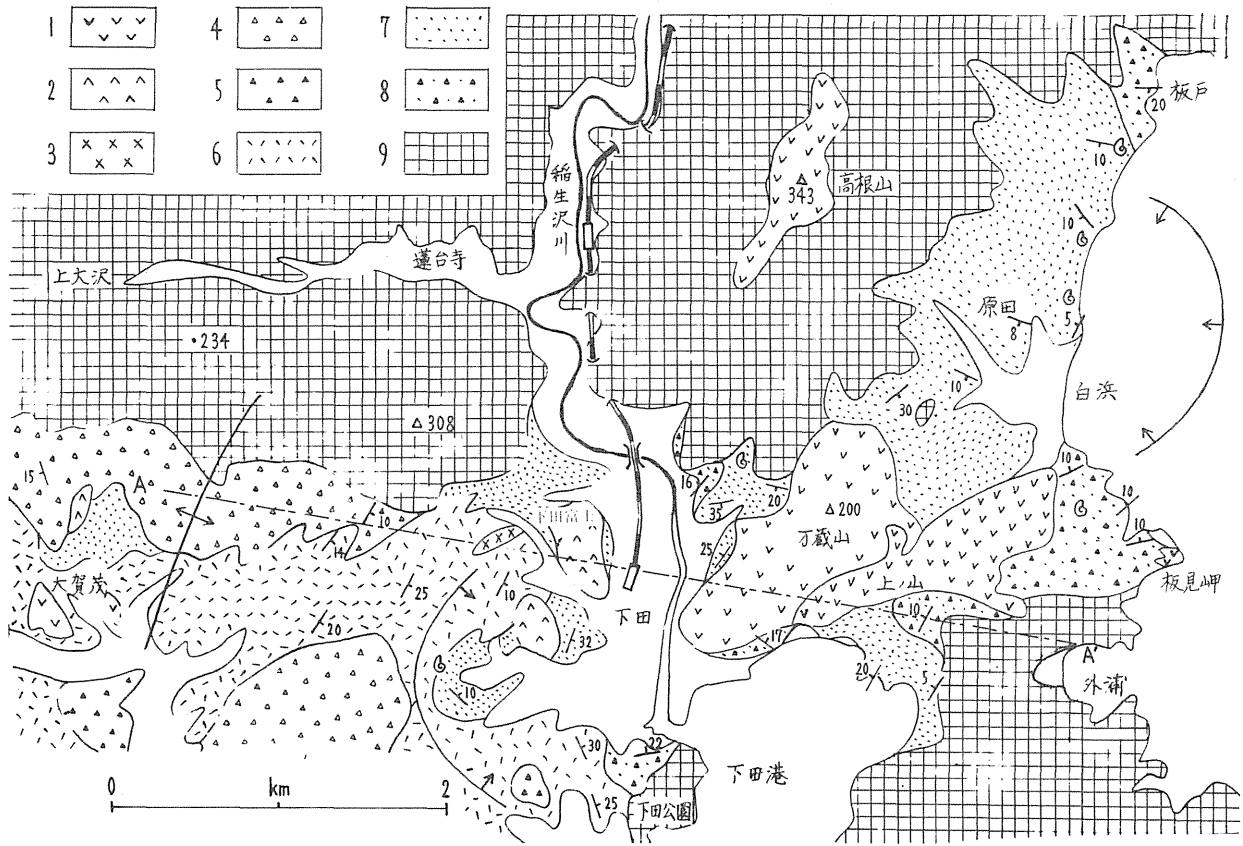 1
4
7
2
5
8
3
6
9
板戸
20
10
稲生沢川
343
高根山
蓮台寺
上大沢
10
234
原田
5
8
白浜
10
30
308
15
A
10
14
16
35
20
200
万蔵山
10
10
10
25
下田富士
大賀茂
25
20
10
32
下田
上ノ山
板見岬
10
17
20
5
A'
外浦
10
30
22
25
下田港
下田公園
0
km
2